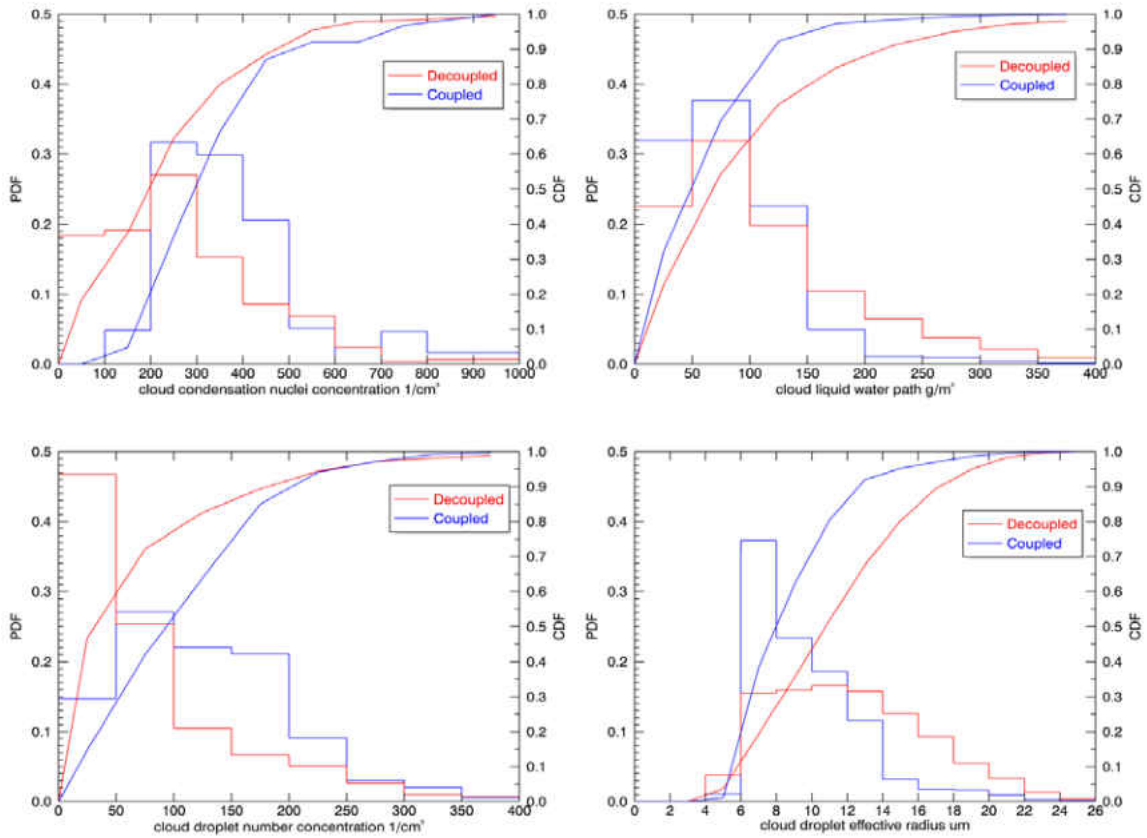 0.5
0.4
0.3
0.2
0.1
0.0
PDF
Decoupled
Coupled
1.0
0.9
0.8
0.7
0.6
0.5
0.4
0.3
0.2
0.1
0.0
CDF
0 100 200 300 400 500 600 700 800 1000
cloud condensation nuclei concentration 1/cm³
0.5
0.4
0.3
0.2
0.1
0.0
PDF
Decoupled
Coupled
1.0
0.9
0.8
0.7
0.6
0.5
0.4
0.3
0.2
0.1
0.0
CDF
0 50 100 150 200 250 300 350 400
cloud liquid water path g/m²
0.5
0.4
0.3
0.2
0.1
0.0
PDF
Decoupled
Coupled
1.0
0.9
0.8
0.7
0.6
0.5
0.4
0.3
0.2
0.1
0.0
CDF
0 50 100 150 200 250 300 350 400
cloud droplet number concentration 1/cm³
0.5
0.4
0.3
0.2
0.1
0.0
PDF
Decoupled
Coupled
1.0
0.9
0.8
0.7
0.6
0.5
0.4
0.3
0.2
0.1
0.0
CDF
0 2 4 6 8 10 12 14 16 18 20 22 24 26
cloud droplet effective radius um